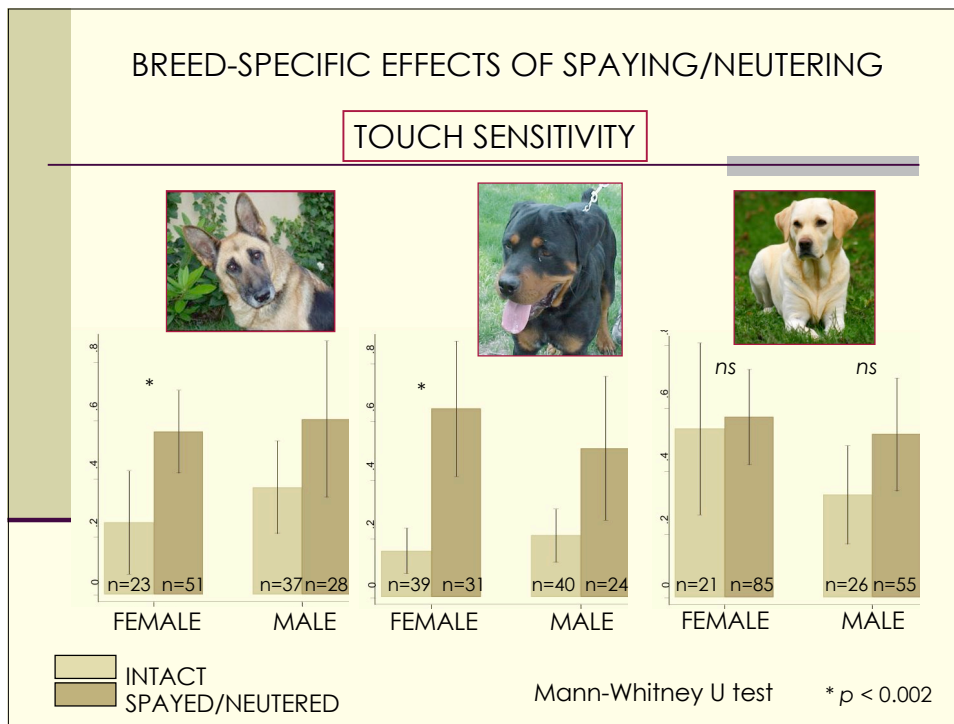 BREED-SPECIFIC EFFECTS OF SPAYING/NEUTERING
TOUCH SENSITIVITY
.8
.6
.4
.2
0
*
n=23
n=51
n=37
n=28
FEMALE
MALE
.8
.6
.4
.2
0
*
n=39
n=31
n=40
n=24
FEMALE
MALE
.8
.6
.4
.2
0
ns
ns
n=21
n=85
n=26
n=55
FEMALE
MALE
INTACT
SPAYED/NEUTERED
Mann-Whitney U test
* p < 0.002